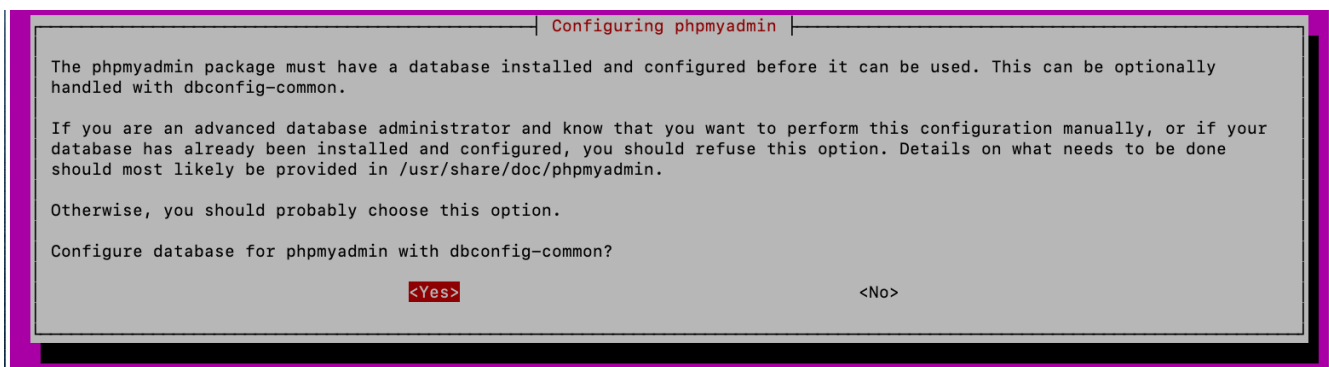 Configuring phpmyadmin
The phpmyadmin package must have a database installed and configured before it can be used. This can be optionally
handled with dbconfig-common.
If you are an advanced database administrator and know that you want to perform this configuration manually, or if your
database has already been installed and configured, you should refuse this option. Details on what needs to be done
should most likely be provided in /usr/share/doc/phpmyadmin.
Otherwise, you should probably choose this option.
Configure database for phpmyadmin with dbconfig-common?
<Yes> <No>